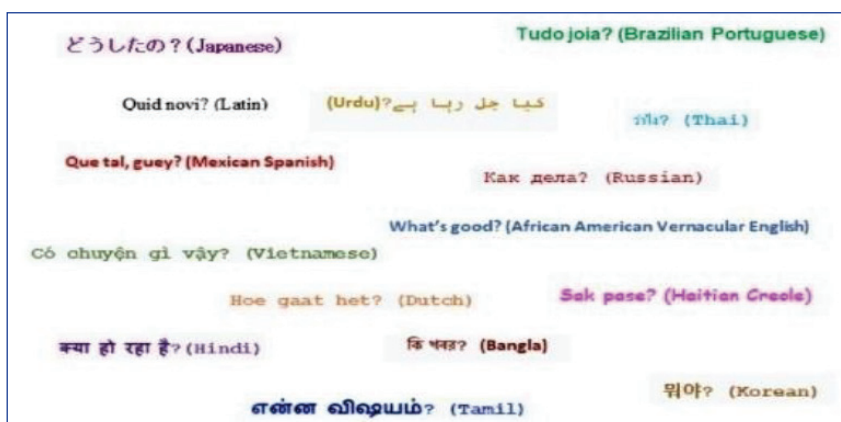 どうしたの？(Japanese)
Tudo joia? (Brazilian Portuguese)
Quid novi? (Latin)
کیا جل رہا ہے؟(Urdu)
(Thai)
Que tal, guey? (Mexican Spanish)
Как дела? (Russian)
What's good? (African American Vernacular English)
Có chuyện gì vậy? (Vietnamese)
Hoe gaat het? (Dutch)
Sak pase? (Haitian Creole)
क्या हो रहा है? (Hindi)
কি খবর? (Bangla)
뭐야? (Korean)
என்ன விஷயம்? (Tamil)